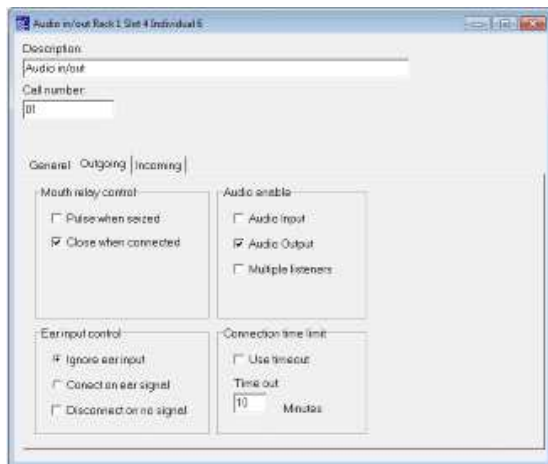 Audio in/out Rack 1 Slot 4 Individual 6
Description:
Audio in/out
Call number:
01
General Outgoing Incoming
Mouth relay control
Pulse when seized
Close when connected
Audio enable
Audio Input
Audio Output
Multiple listeners
Ear input control
Ignore ear input
Conect on ear signal
Disconnect on no signal
Connection time limit
Use timeout
Time out
10 Minutes